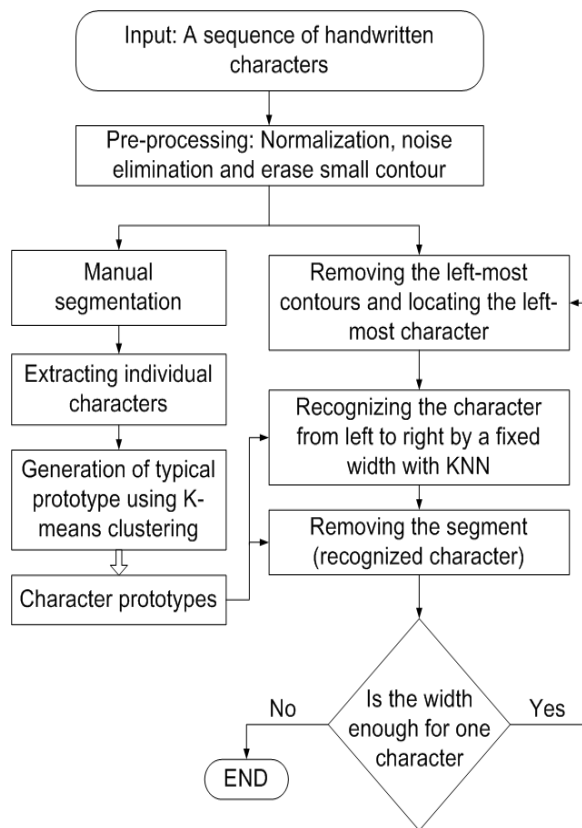 Input: A sequence of handwritten
characters
Pre-processing: Normalization, noise
elimination and erase small contour
Manual
segmentation
Extracting individual
characters
Generation of typical
prototype using K-
means clustering
Character prototypes
Removing the left-most
contours and locating the left-
most character
Recognizing the character
from left to right by a fixed
width with KNN
Removing the segment
(recognized character)
Is the width
enough for one
character
No
Yes
END